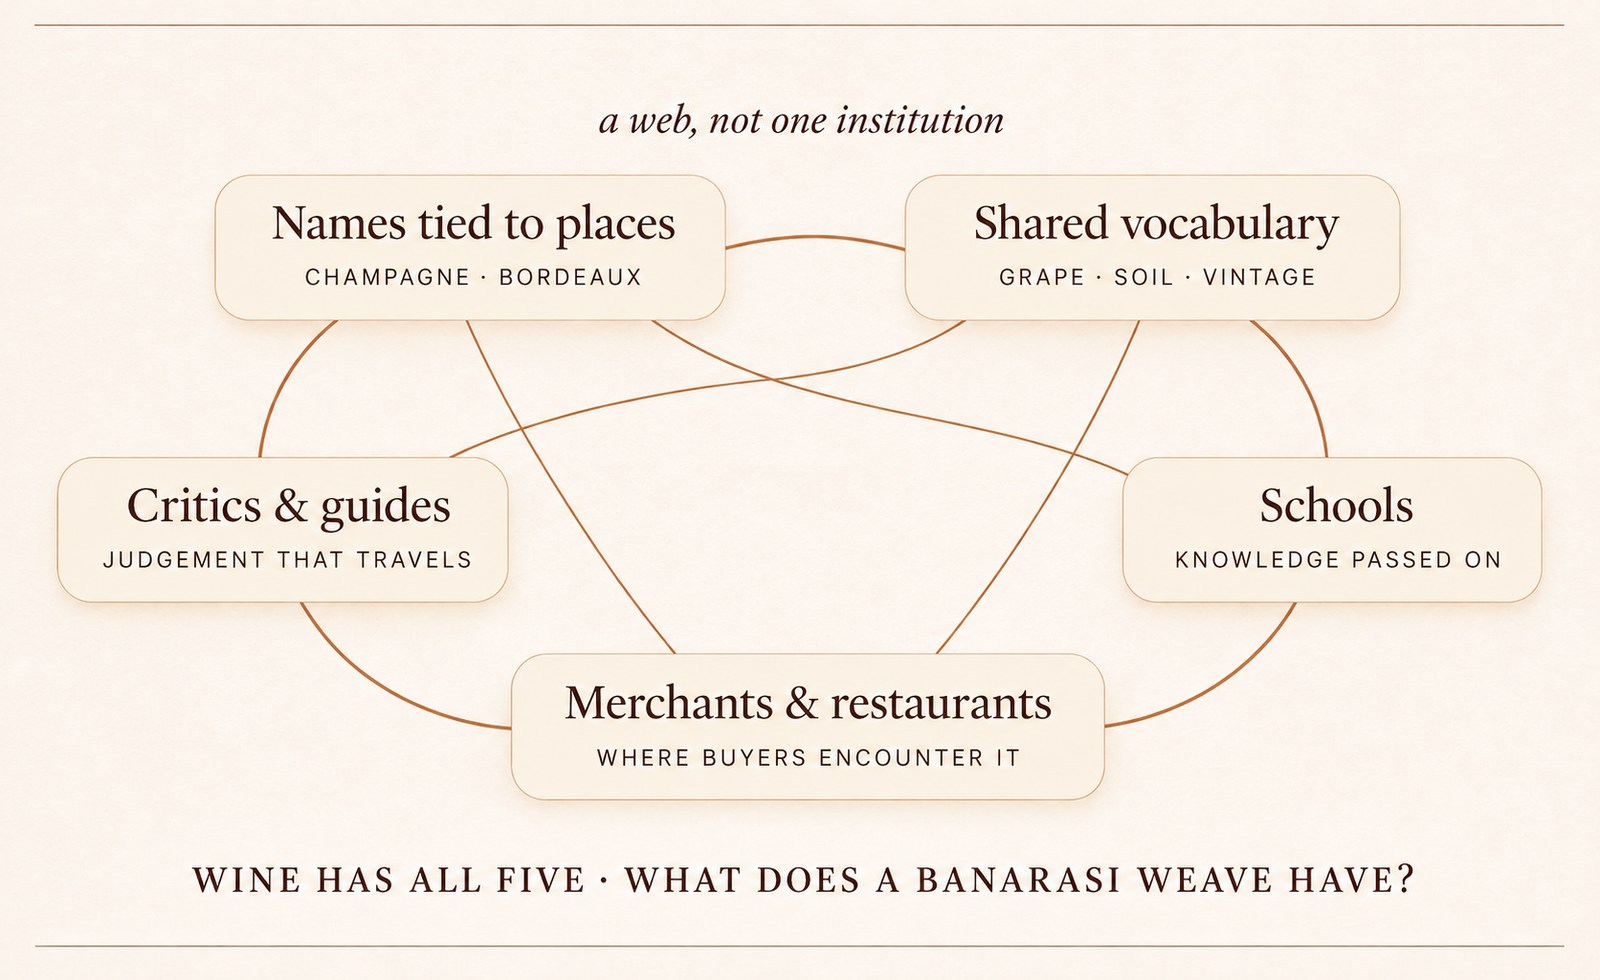 a web, not one institution
Names tied to places
CHAMPAGNE · BORDEAUX
Shared vocabulary
GRAPE · SOIL · VINTAGE
Critics & guides
JUDGEMENT THAT TRAVELS
Schools
KNOWLEDGE PASSED ON
Merchants & restaurants
WHERE BUYERS ENCOUNTER IT
WINE HAS ALL FIVE · WHAT DOES A BANARASI WEAVE HAVE?